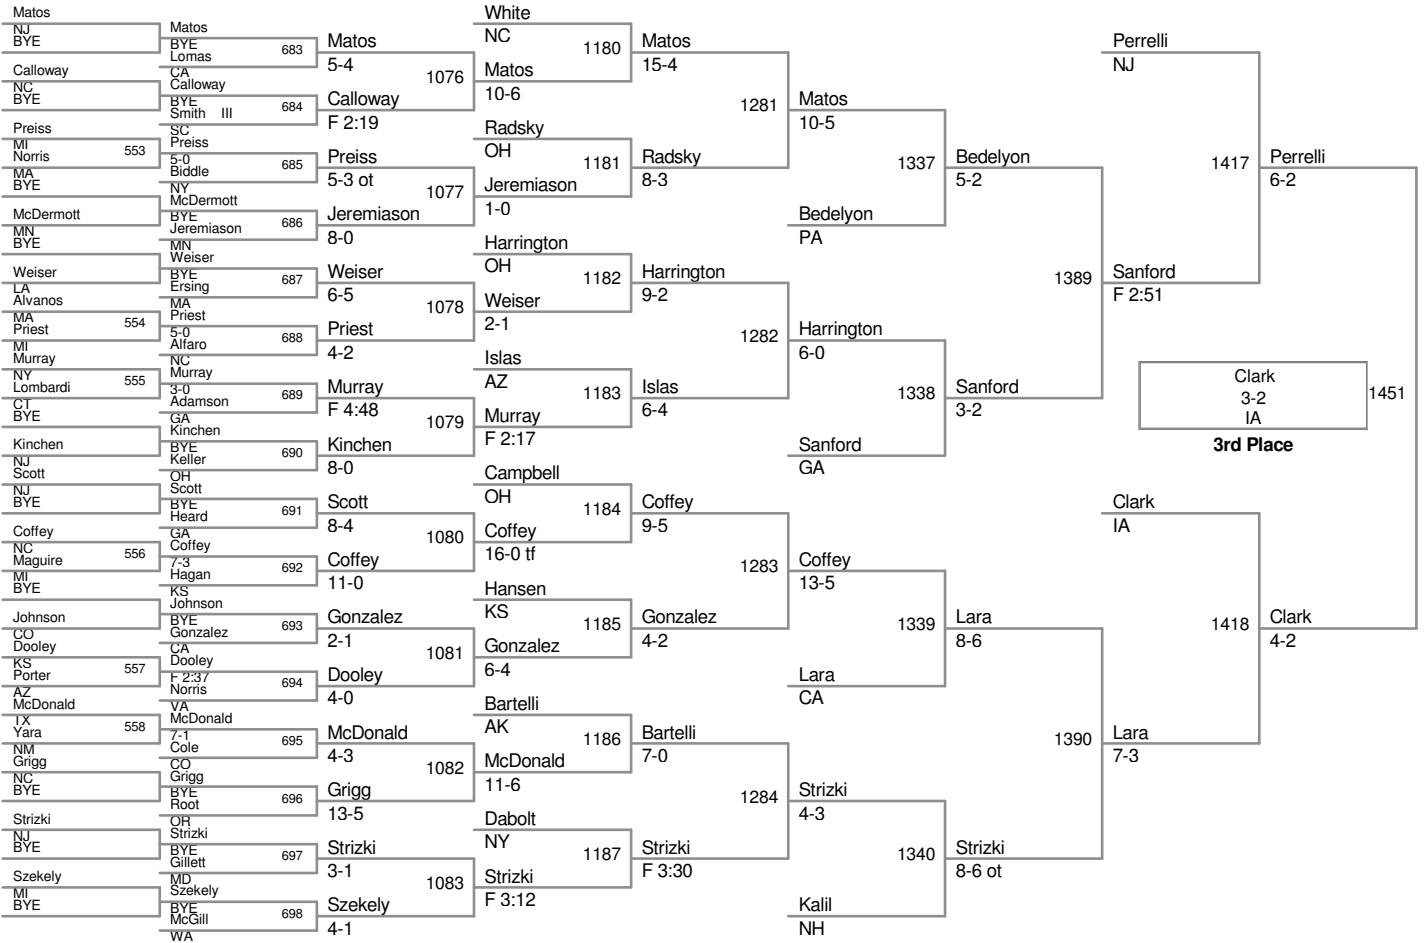 Matos
NJ
BYE
Calloway
NC
BYE
Preiss
MI
Norris
553
MA
BYE
McDermott
MN
BYE
Weiser
LA
Alvanos
MA
Priest
554
MI
Murray
NY
Lombardi
555
CT
BYE
Kinchen
NJ
Scott
NJ
BYE
Coffey
NC
Maguire
556
MI
BYE
Johnson
CO
Dooley
KS
Porter
557
AZ
McDonald
TX
Yara
558
NM
Grigg
NC
BYE
Strizki
NJ
BYE
Szekely
MI
BYE
Matos
BYE
Lomas
683
CA
Calloway
BYE
Smith III
684
SC
Preiss
5-0
Biddle
685
NY
McDermott
BYE
Jeremiason
686
MN
Weiser
BYE
Ersing
687
MA
Priest
5-0
Alfaro
688
NC
Murray
3-0
Adamson
689
GA
Kinchen
BYE
Keller
690
OH
Scott
BYE
Heard
691
GA
Coffey
7-3
Hagan
692
KS
Johnson
BYE
Gonzalez
693
CA
Dooley
F 2:37
Norris
694
VA
McDonald
7-1
Cole
695
CO
Grigg
BYE
Root
696
OR
Strizki
BYE
Gillett
697
MD
Szekely
BYE
McGill
698
WA
Matos
5-4
1076
Calloway
F 2:19
Preiss
5-3 ot
1077
Jeremiason
8-0
Weiser
6-5
1078
Priest
4-2
Murray
F 4:48
1079
Kinchen
8-0
Scott
8-4
1080
Coffey
11-0
Gonzalez
2-1
1081
Dooley
4-0
McDonald
4-3
1082
Grigg
13-5
Strizki
3-1
1083
Szekely
4-1
White
NC
1180
Matos
10-6
Radsky
OH
1181
Jeremiason
1-0
Harrington
OH
1182
Weiser
2-1
Islas
AZ
1183
Murray
F 2:17
Campbell
OH
1184
Coffey
16-0 tf
Hansen
KS
1185
Gonzalez
6-4
Bartelli
AK
1186
McDonald
11-6
Dabolt
NY
1187
Strizki
F 3:12
Matos
15-4
1281
Radsky
8-3
Harrington
9-2
1282
Islas
6-4
Coffey
9-5
1283
Gonzalez
4-2
Bartelli
7-0
1284
Strizki
F 3:30
Matos
10-5
1337
Bedelyon
PA
Harrington
6-0
1338
Sanford
GA
Coffey
13-5
1339
Lara
CA
Strizki
4-3
1340
Kalil
NH
Bedelyon
5-2
1389
Sanford
3-2
Lara
8-6
1390
Strizki
8-6 ot
Perrelli
NJ
1417
Sanford
F 2:51
Clark
IA
1418
Lara
7-3
Perrelli
6-2
Clark
3-2
IA
1451
3rd Place
Clark
4-2